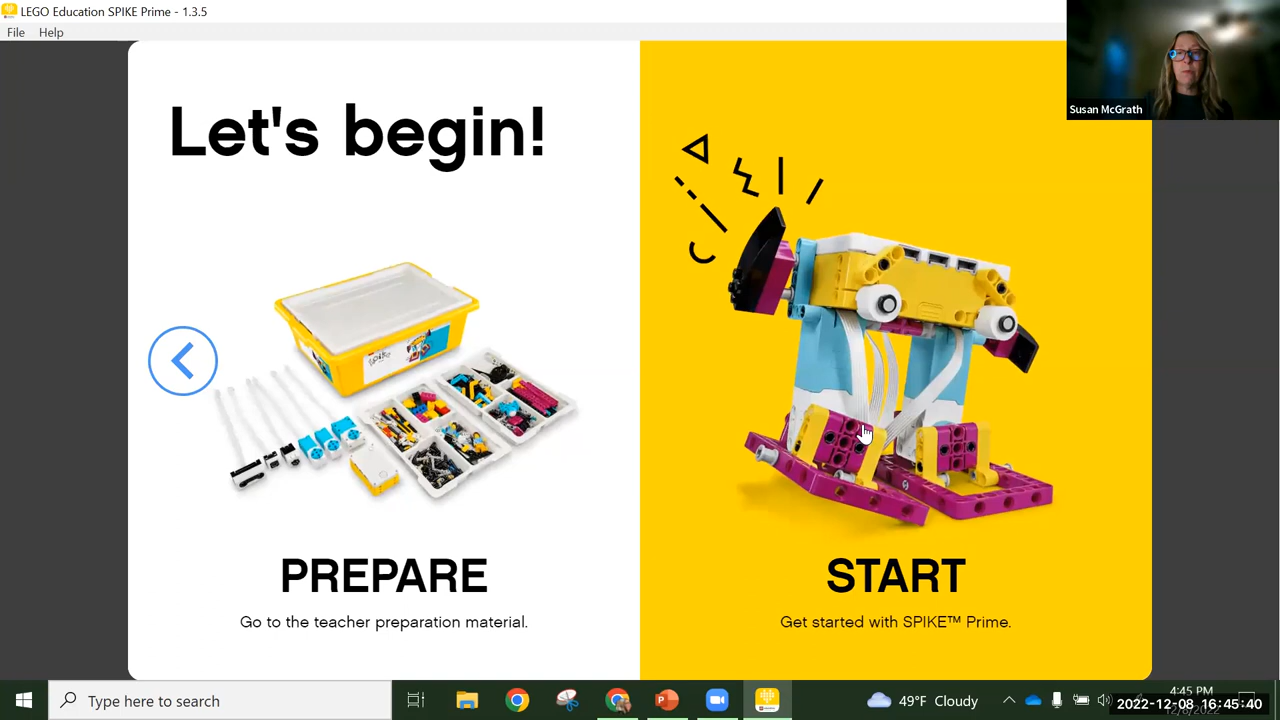 LEGO Education SPIKE Prime - 1.3.5
File Help
Susan McGrath
Let's begin!
PREPARE
Go to the teacher preparation material.
START
Get started with SPIKE™ Prime.
Type here to search
49°F Cloudy
4:45 PM
2022-12-08 16:45:40